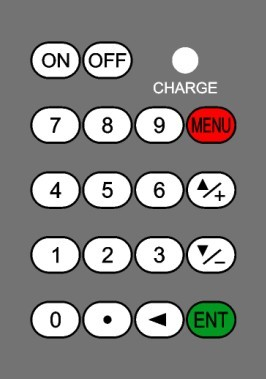 ON OFF
CHARGE
7 8 9 MENU
4 5 6 ▲/+
1 2 3 ▼/−
0 • ◀ ENT